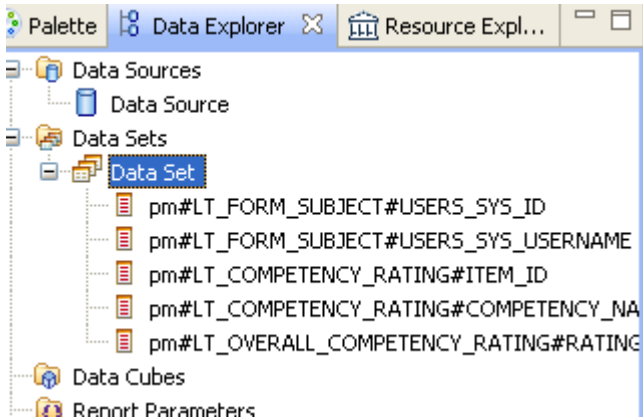 Palette Data Explorer Resource Expl...
Data Sources
Data Source
Data Sets
Data Set
pm#LT_FORM_SUBJECT#USERS_SYS_ID
pm#LT_FORM_SUBJECT#USERS_SYS_USERNAME
pm#LT_COMPETENCY_RATING#ITEM_ID
pm#LT_COMPETENCY_RATING#COMPETENCY_NA
pm#LT_OVERALL_COMPETENCY_RATING#RATING
Data Cubes
Report Parameters